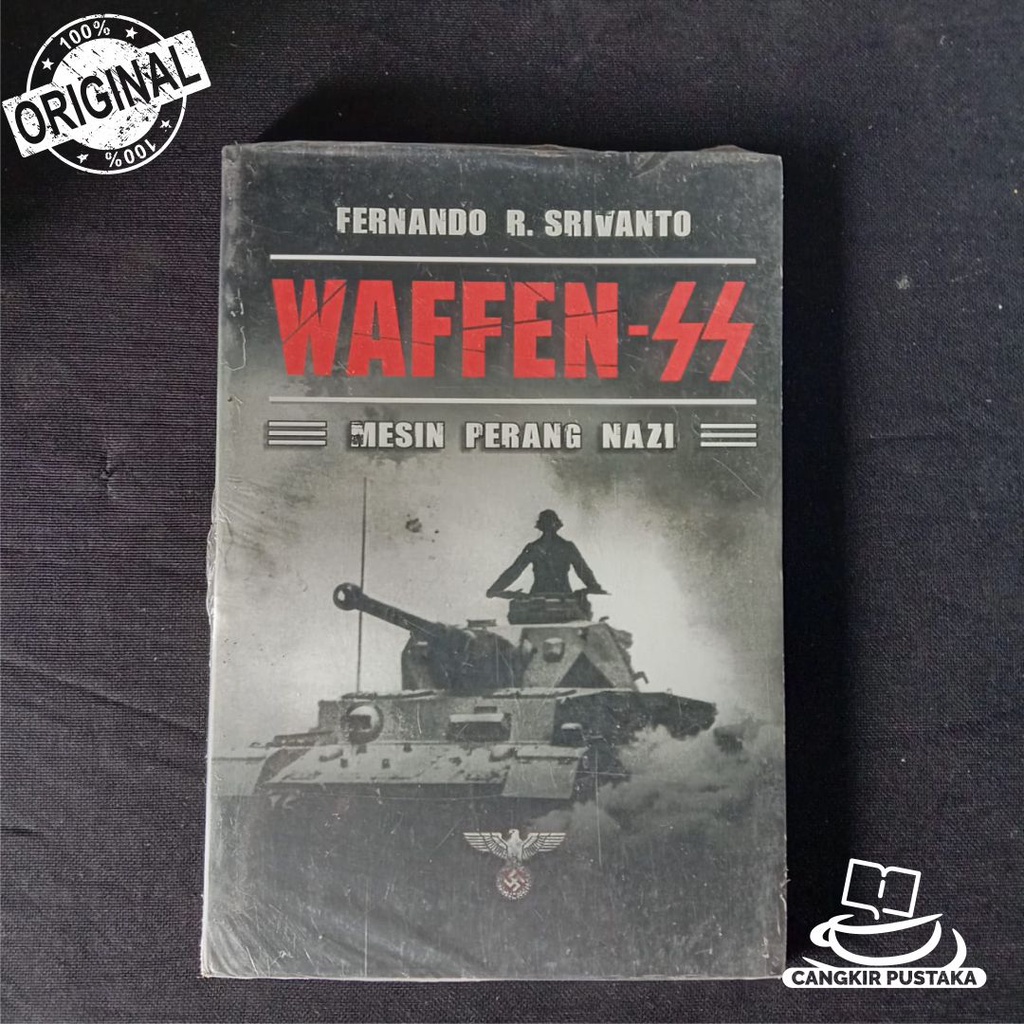 100%
ORIGINAL
100%
FERNANDO R. SRIVANTO
WAFFEN-SS
MESIN PERANG NAZI
CANGKIR PUSTAKA